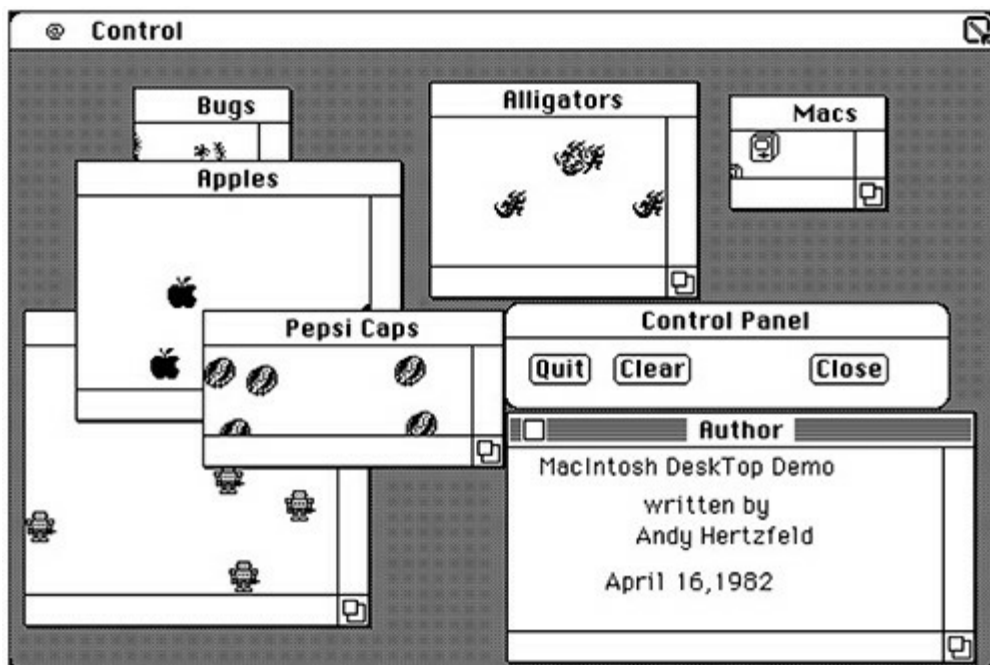 @ Control
Bugs
Alligators
Macs
Apples
Pepsi Caps
Control Panel
Quit Clear Close
Author
MacIntosh DeskTop Demo
written by
Andy Hertzfeld
April 16,1982